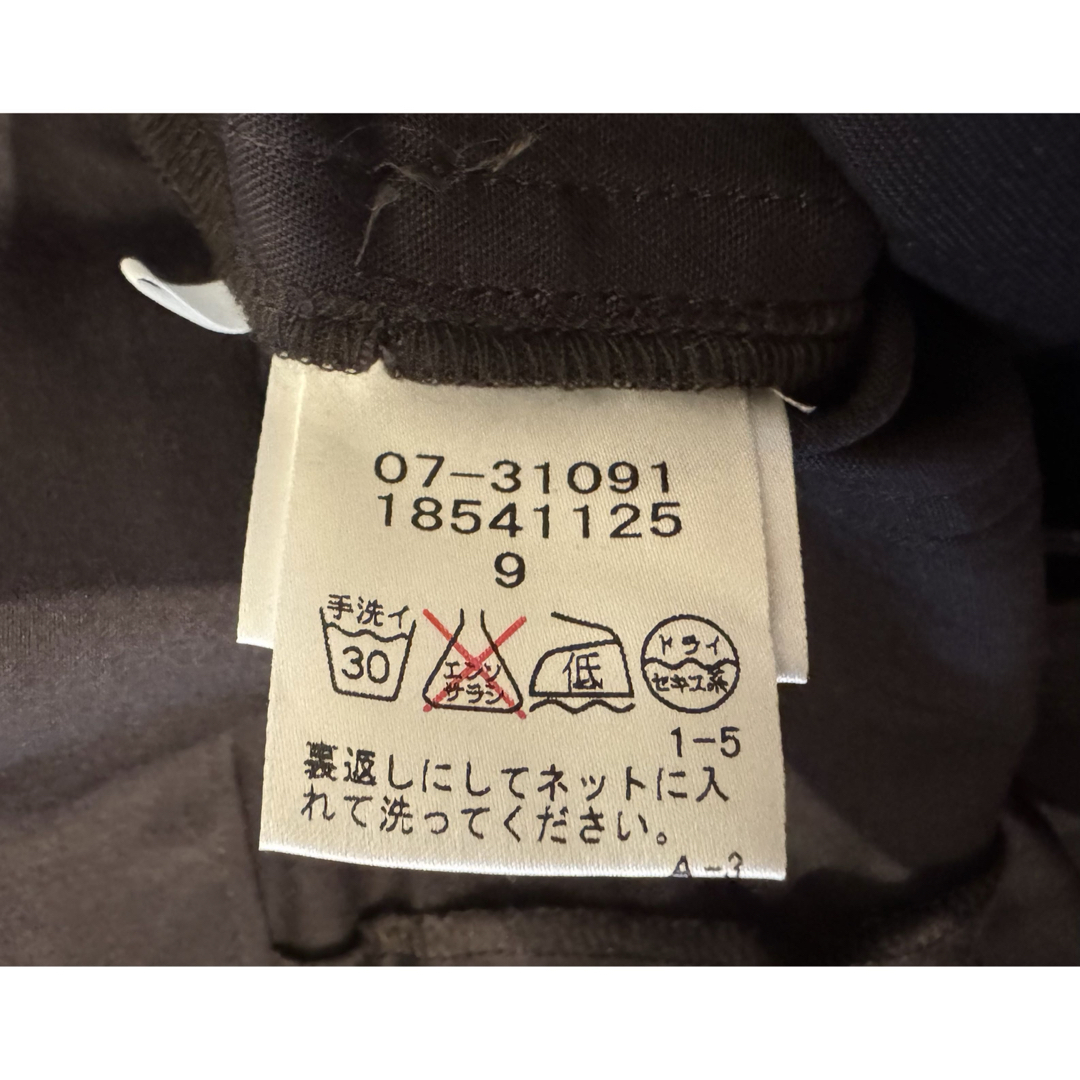 07-31091
18541125
9
手洗イ
30
エンソ
サラシ
低
ドライ
セキユ系
1-5
裏返しにしてネットに入
れて洗ってください。
A-3